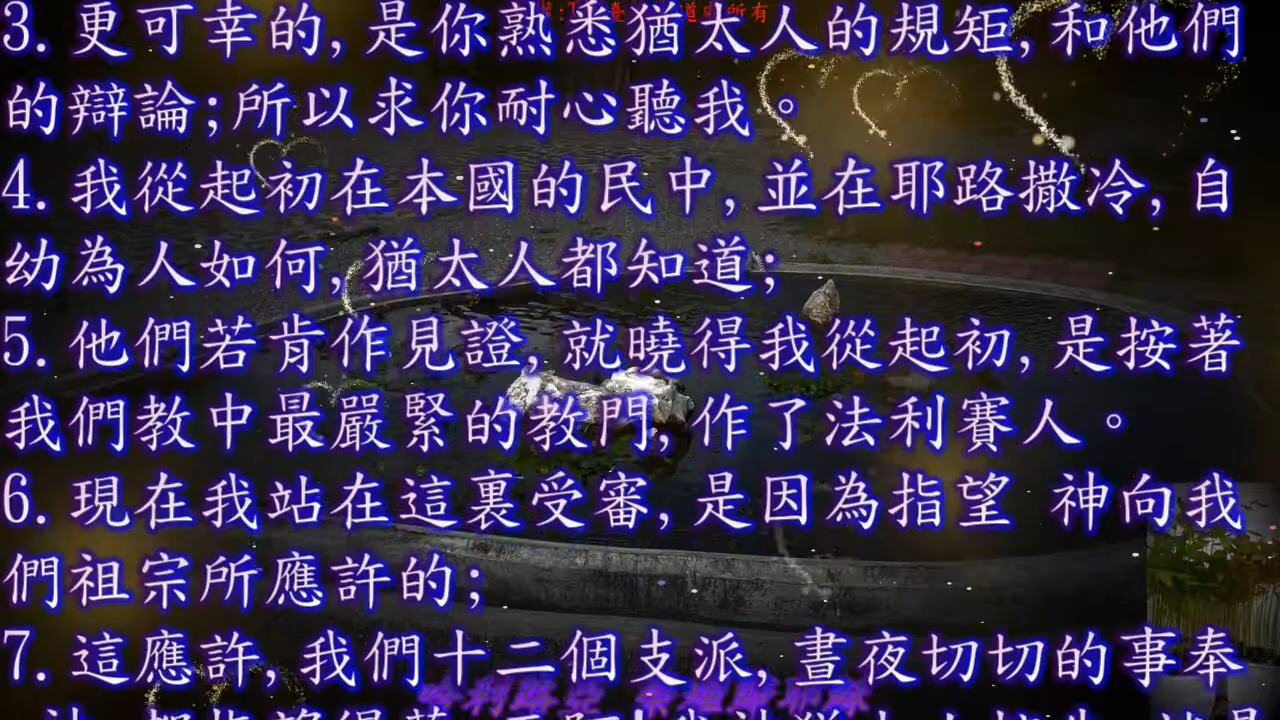 道 所有
3. 更可幸的, 是你熟悉猶太人的規矩, 和他們
的辯論; 所以求你耐心聽我。
4. 我從起初在本國的民中, 並在耶路撒冷, 自
幼為人如何, 猶太人都知道;
5. 他們若肯作見證, 就曉得我從起初, 是按著
我們教中最嚴緊的教門, 作了法利賽人。
6. 現在我站在這裏受審, 是因為指望 神向我
們祖宗所應許的;
7. 這應許, 我們十二個支派, 晝夜切切的事奉
哈利路亞